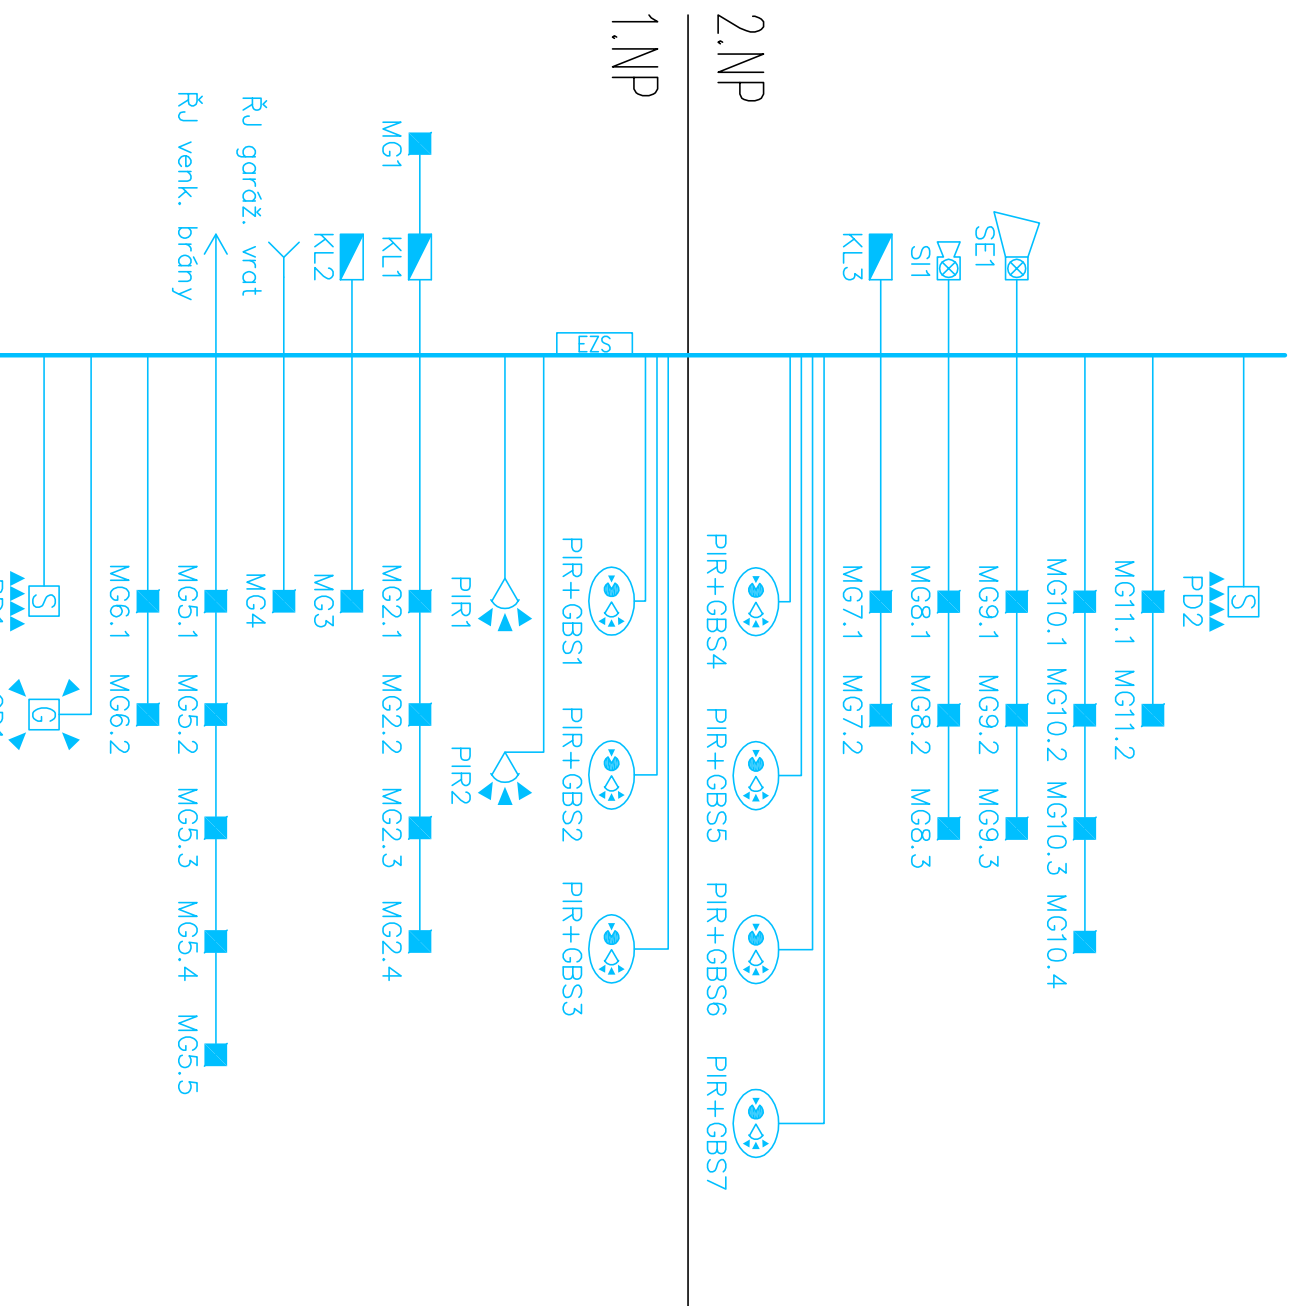 2.NP
1.NP
PD2
MG11.1 MG11.2
MG10.1 MG10.2 MG10.3 MG10.4
SE1 MG9.1 MG9.2 MG9.3
SI1 MG8.1 MG8.2 MG8.3
KL3 MG7.1 MG7.2
PIR+GBS4 PIR+GBS5 PIR+GBS6 PIR+GBS7
EZS
PIR+GBS1 PIR+GBS2 PIR+GBS3
PIR1 PIR2
MG1 KL1 MG2.1 MG2.2 MG2.3 MG2.4
KL2 MG3
ŘJ garáž. vrat MG4
ŘJ venk. brány MG5.1 MG5.2 MG5.3 MG5.4 MG5.5
MG6.1 MG6.2
S
S
G